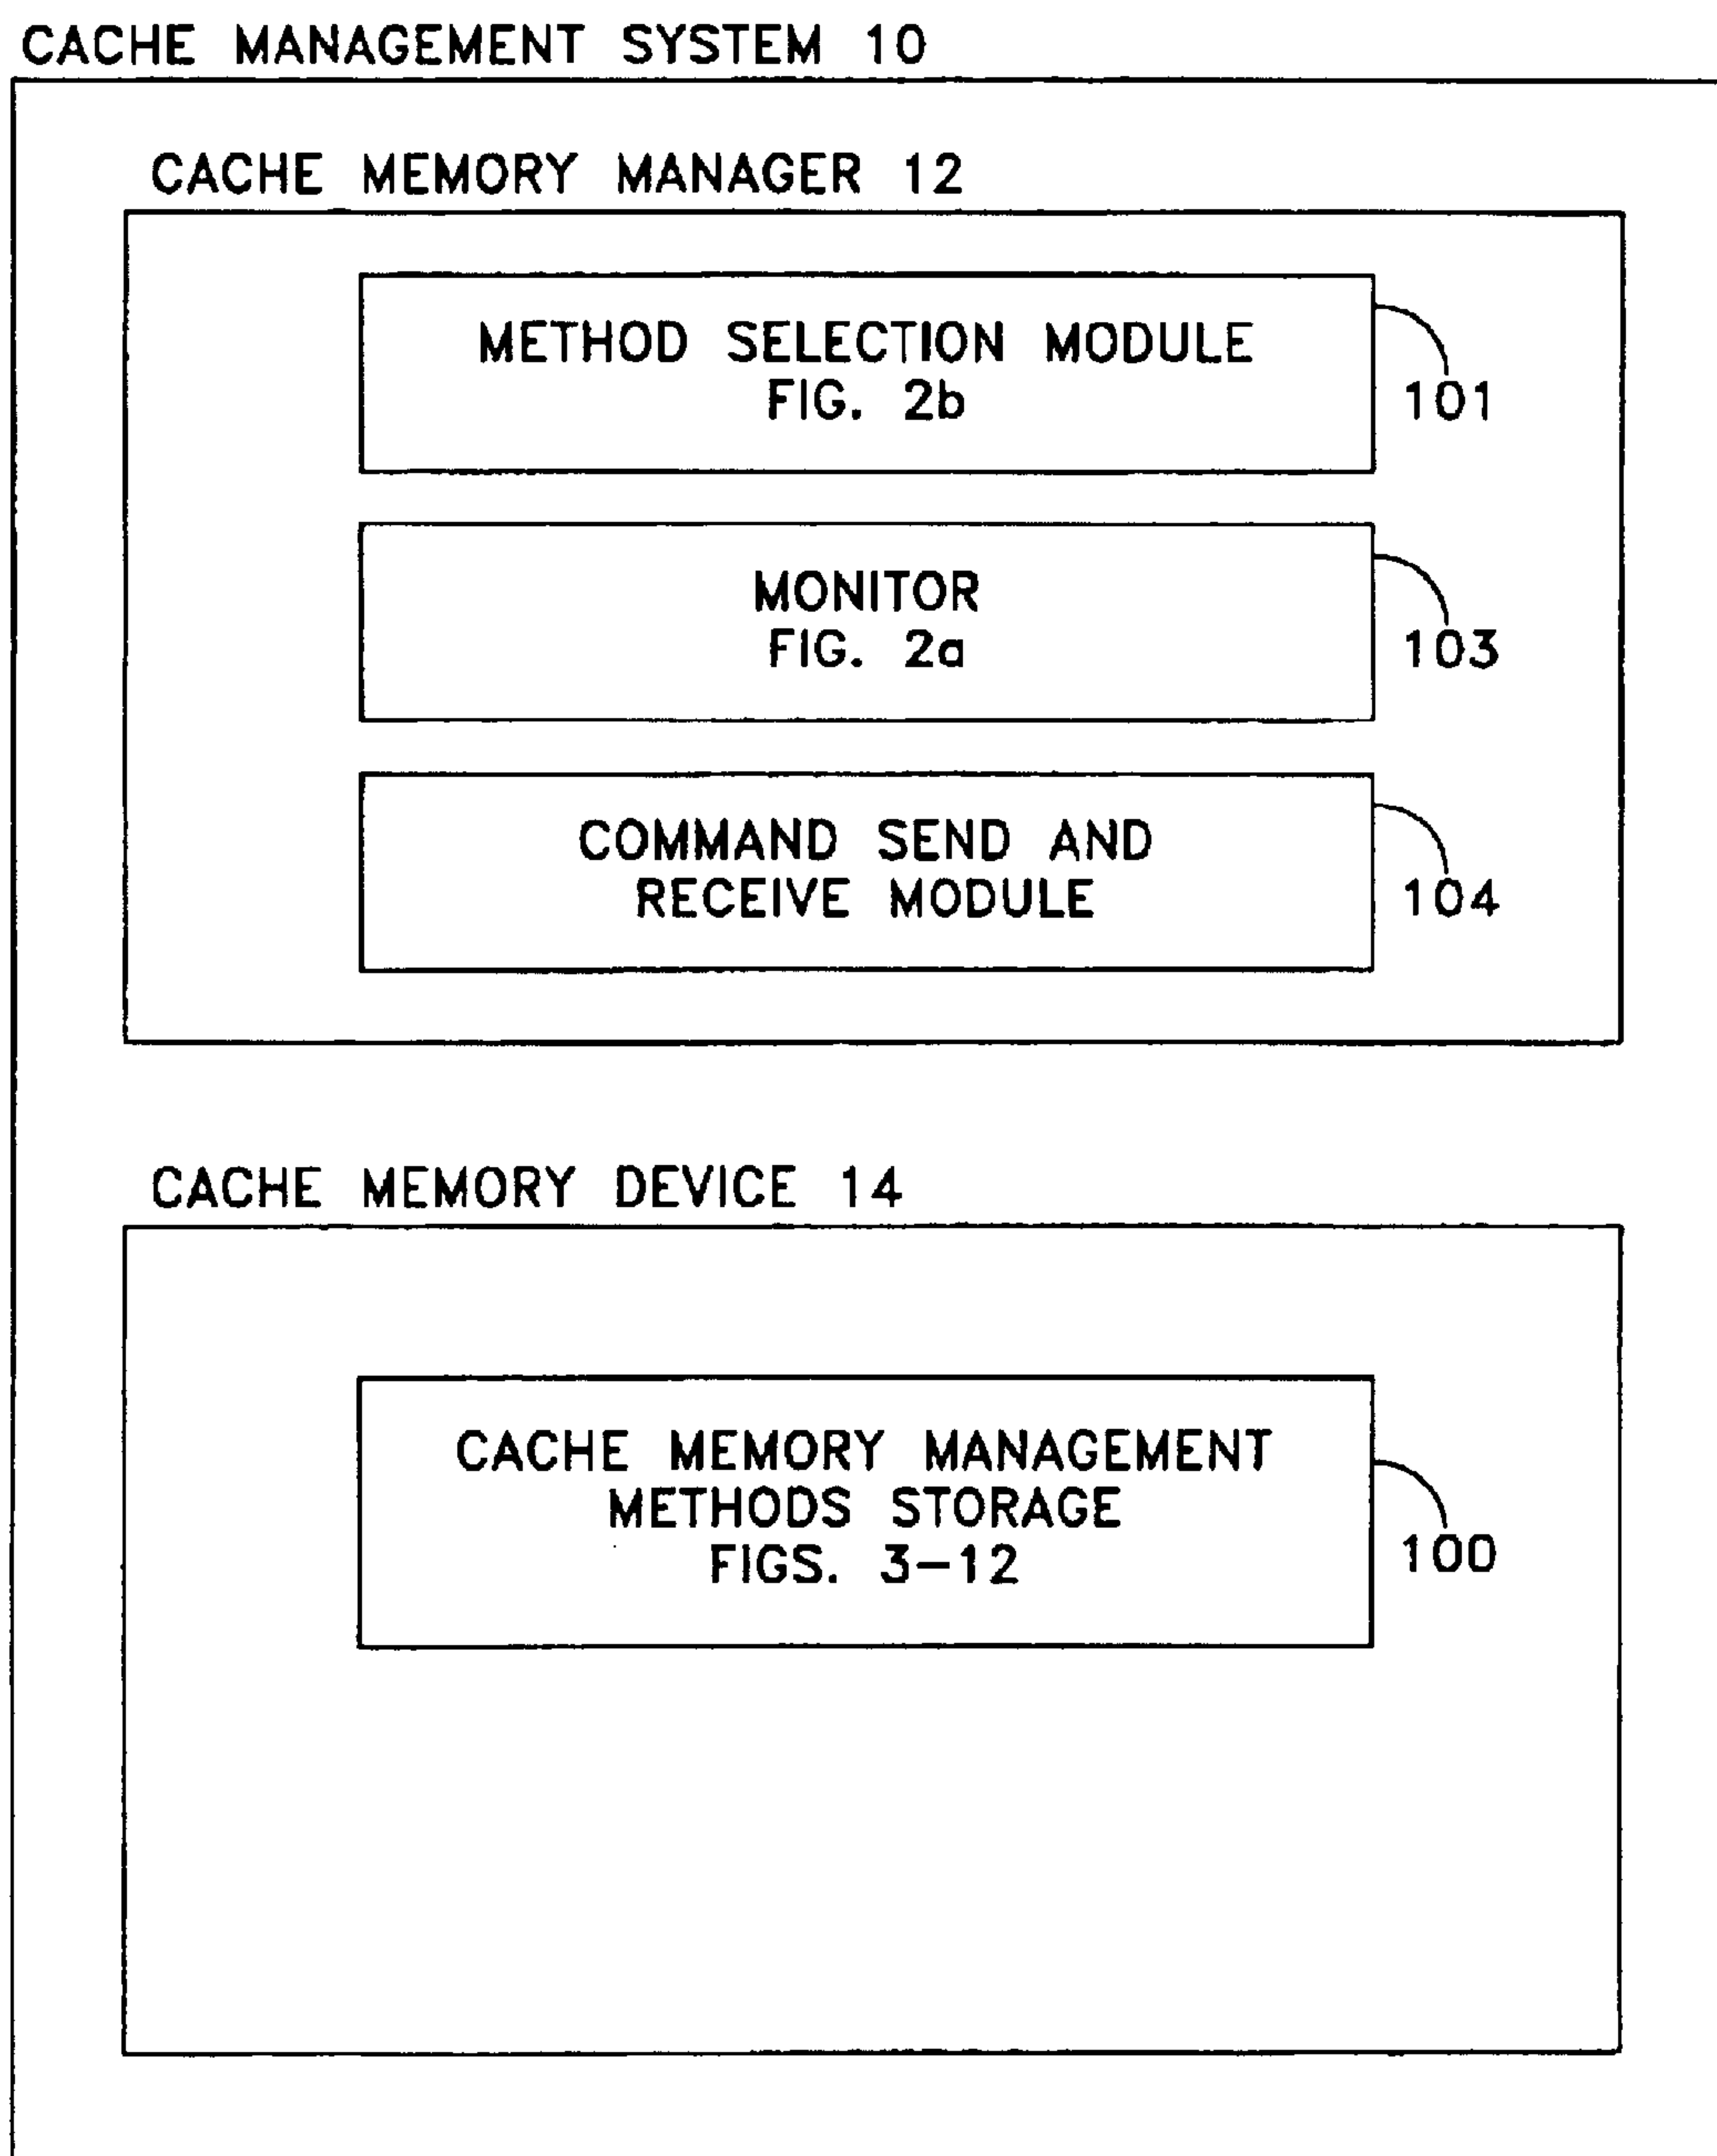 CACHE MANAGEMENT SYSTEM 10
CACHE MEMORY MANAGER 12
METHOD SELECTION MODULE
FIG. 2b
101
MONITOR
FIG. 2a
103
COMMAND SEND AND
RECEIVE MODULE
104
CACHE MEMORY DEVICE 14
CACHE MEMORY MANAGEMENT
METHODS STORAGE
FIGS. 3-12
100